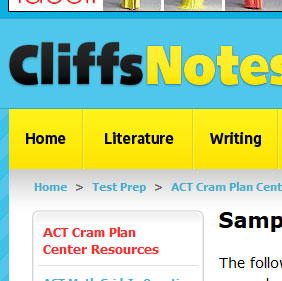 CliffsNotes
Home Literature Writing
Home > Test Prep > ACT Cram Plan Cent
Samp
ACT Cram Plan
Center Resources
The follo